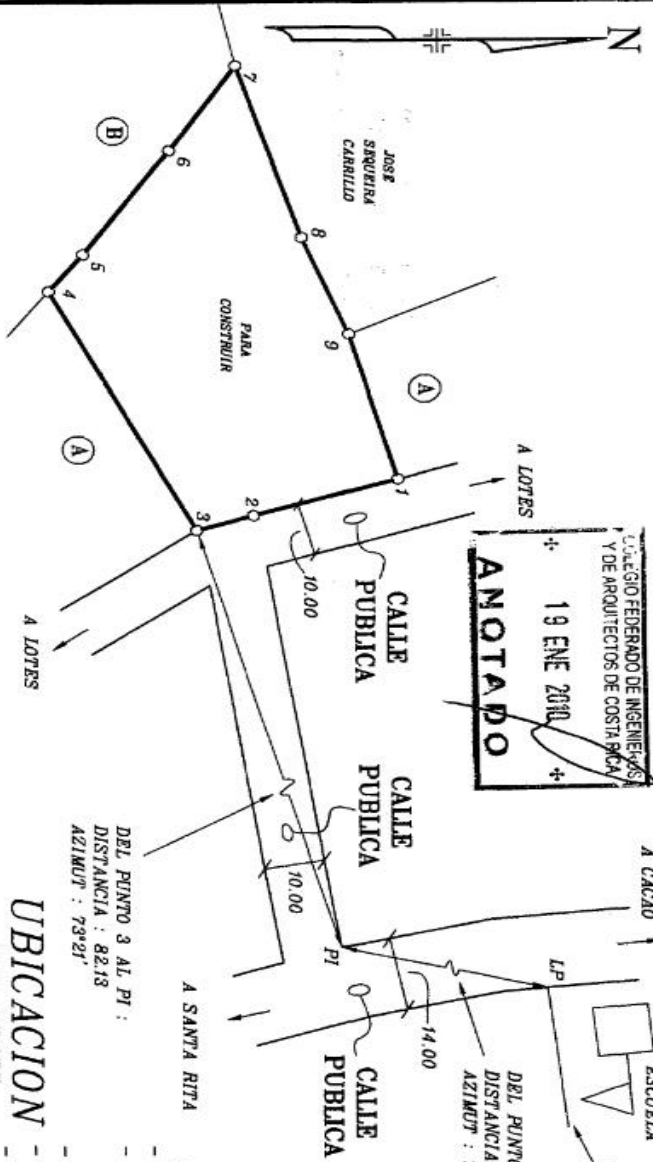 N
JOSE
SEQUEIRA
CARRILLO
A LOTES
COLEGIO FEDERADO DE INGENIEROS
Y DE ARQUITECTOS DE COSTA RICA
19 ENE 2010
ANOTADO
A CACAO
ESCUELA
7
8
9
A
1
B
6
5
4
PARA
CONSTRUIR
2
3
10.00
CALLE
PUBLICA
CALLE
PUBLICA
10.00
PI
LP
14.00
DEL PUNTO
DISTANCIA
AZIMUT :
CALLE
PUBLICA
A
A LOTES
DEL PUNTO 3 AL PI :
DISTANCIA : 82.13
AZIMUT : 73°21'
A SANTA RITA
UBICACION